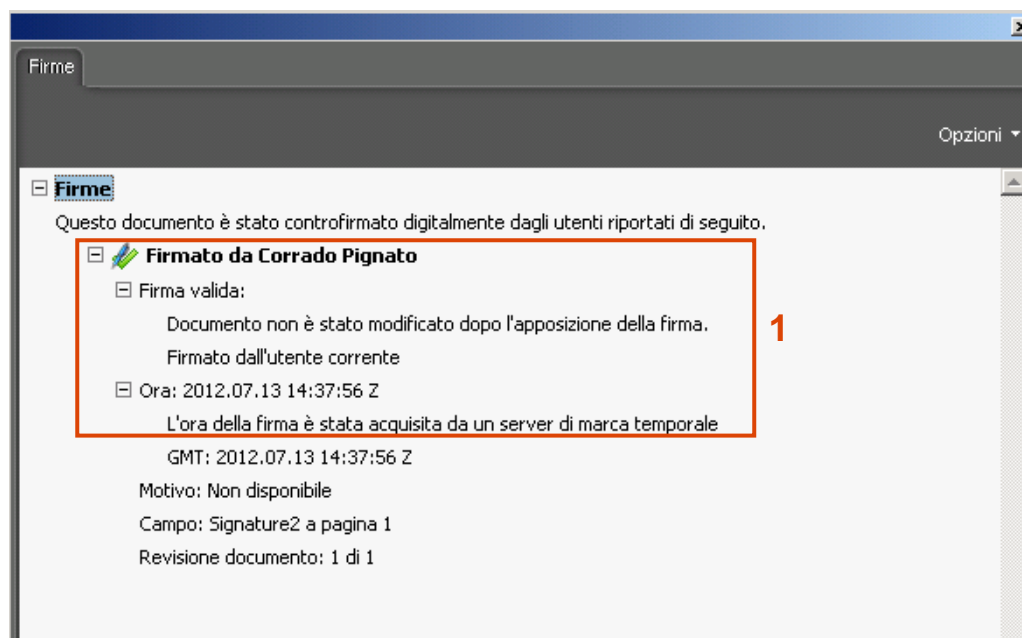 Firme
Opzioni
Firme
Questo documento è stato controfirmato digitalmente dagli utenti riportati di seguito.
Firmato da Corrado Pignato
Firma valida:
Documento non è stato modificato dopo l'apposizione della firma.
1
Firmato dall'utente corrente
Ora: 2012.07.13 14:37:56 Z
L'ora della firma è stata acquisita da un server di marca temporale
GMT: 2012.07.13 14:37:56 Z
Motivo: Non disponibile
Campo: Signature2 a pagina 1
Revisione documento: 1 di 1